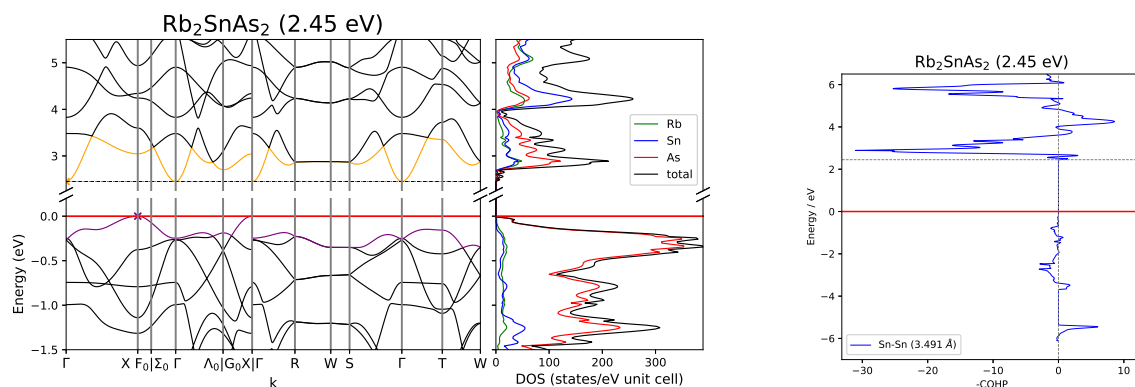 Rb₂SnAs₂ (2.45 eV)
5
4
3
0.0
−0.5
−1.0
−1.5
Energy (eV)
Γ X F₀ Σ₀ Γ Λ₀ G₀ X Γ R W S Γ T W
k
Rb
Sn
As
total
0 100 200 300
DOS (states/eV unit cell)
Rb₂SnAs₂ (2.45 eV)
6
4
2
0
−2
−4
−6
Energy / eV
Sn-Sn (3.491 Å)
−30 −20 −10 0 10
-COHP